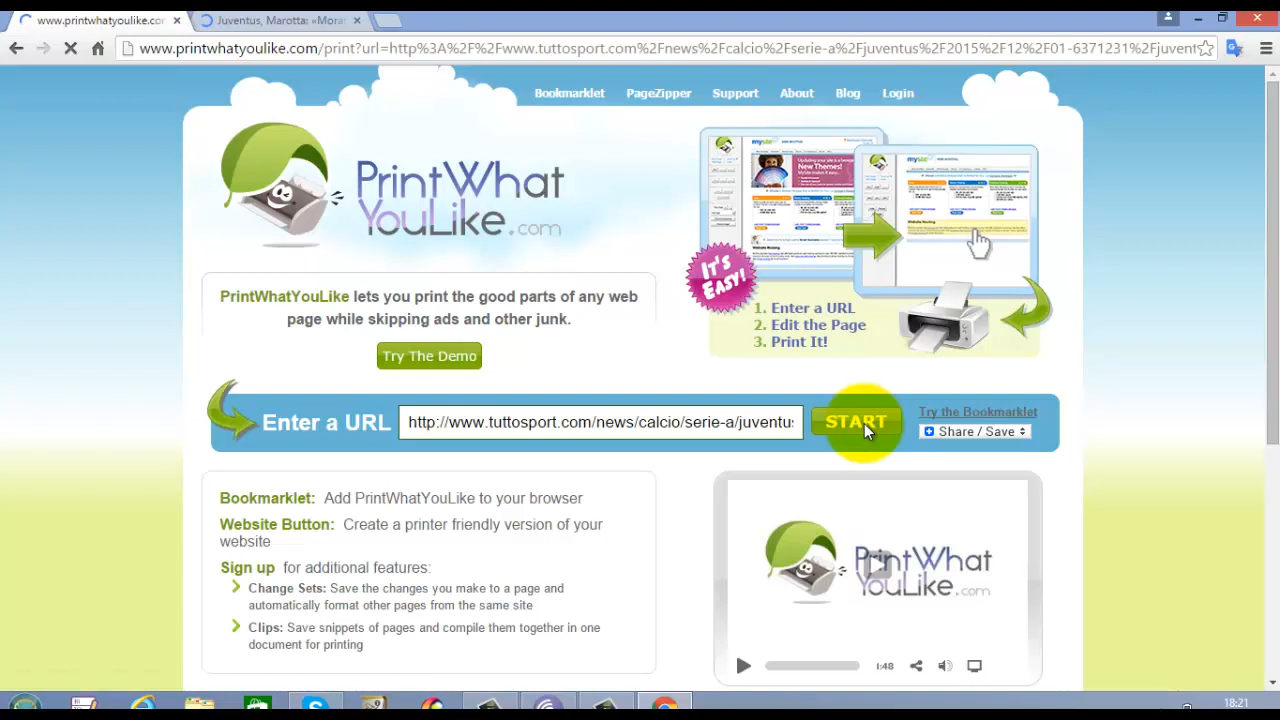 www.printwhatyoulike.cor
Juventus, Marotta: «Morat
www.printwhatyoulike.com/print?url=http%3A%2F%2Fwww.tuttosport.com%2Fnews%2Fcalcio%2Fserie-a%2Fjuventus%2F2015%2F12%2F01-6371231%2Fjuvent
Bookmarklet PageZipper Support About Blog Login
PrintWhat
YouLike.com
New Themes!
IT'S
EASY!
1. Enter a URL
2. Edit the Page
3. Print It!
PrintWhatYouLike lets you print the good parts of any web
page while skipping ads and other junk.
Try The Demo
Enter a URL http://www.tuttosport.com/news/calcio/serie-a/juventu: START
Try the Bookmarklet
Share / Save
Bookmarklet: Add PrintWhatYouLike to your browser
Website Button: Create a printer friendly version of your
website
Sign up for additional features:
Change Sets: Save the changes you make to a page and
automatically format other pages from the same site
Clips: Save snippets of pages and compile them together in one
document for printing
PrintWhat
YouLike.com
1:48
18:21